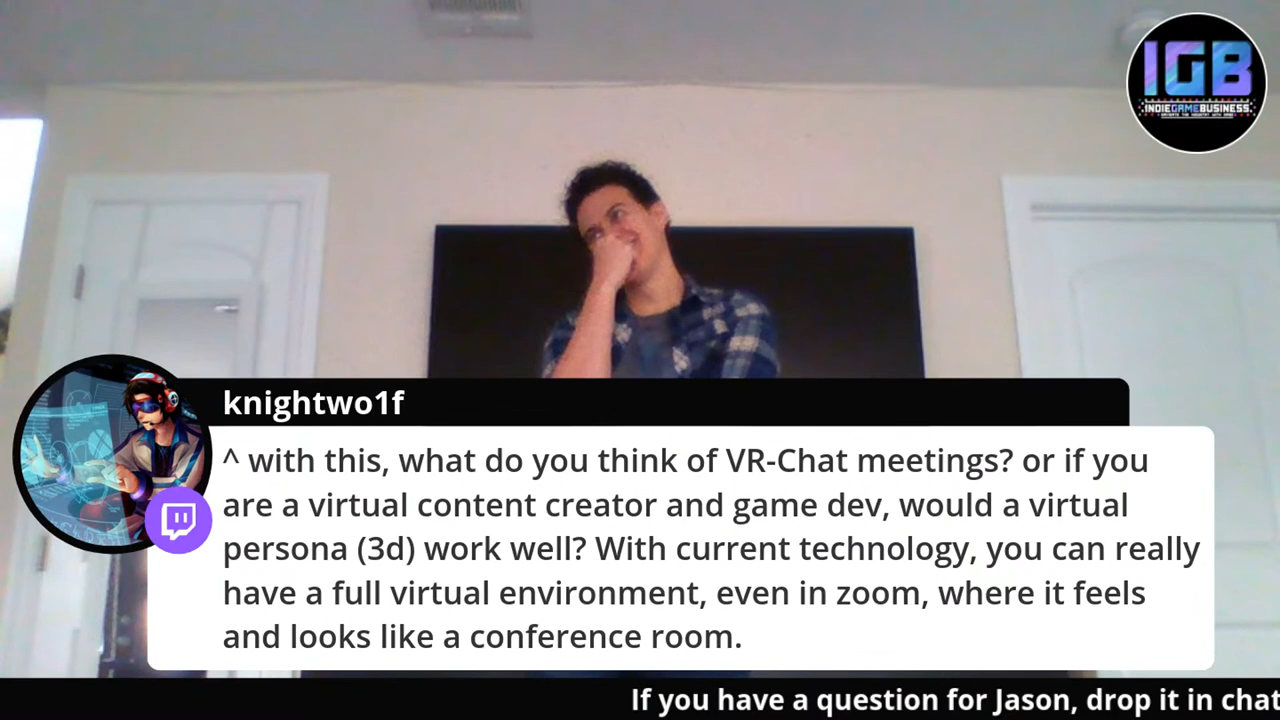 IGB
INDIEGAMEBUSINESS
knightwo1f
^ with this, what do you think of VR-Chat meetings? or if you
are a virtual content creator and game dev, would a virtual
persona (3d) work well? With current technology, you can really
have a full virtual environment, even in zoom, where it feels
and looks like a conference room.
If you have a question for Jason, drop it in chat